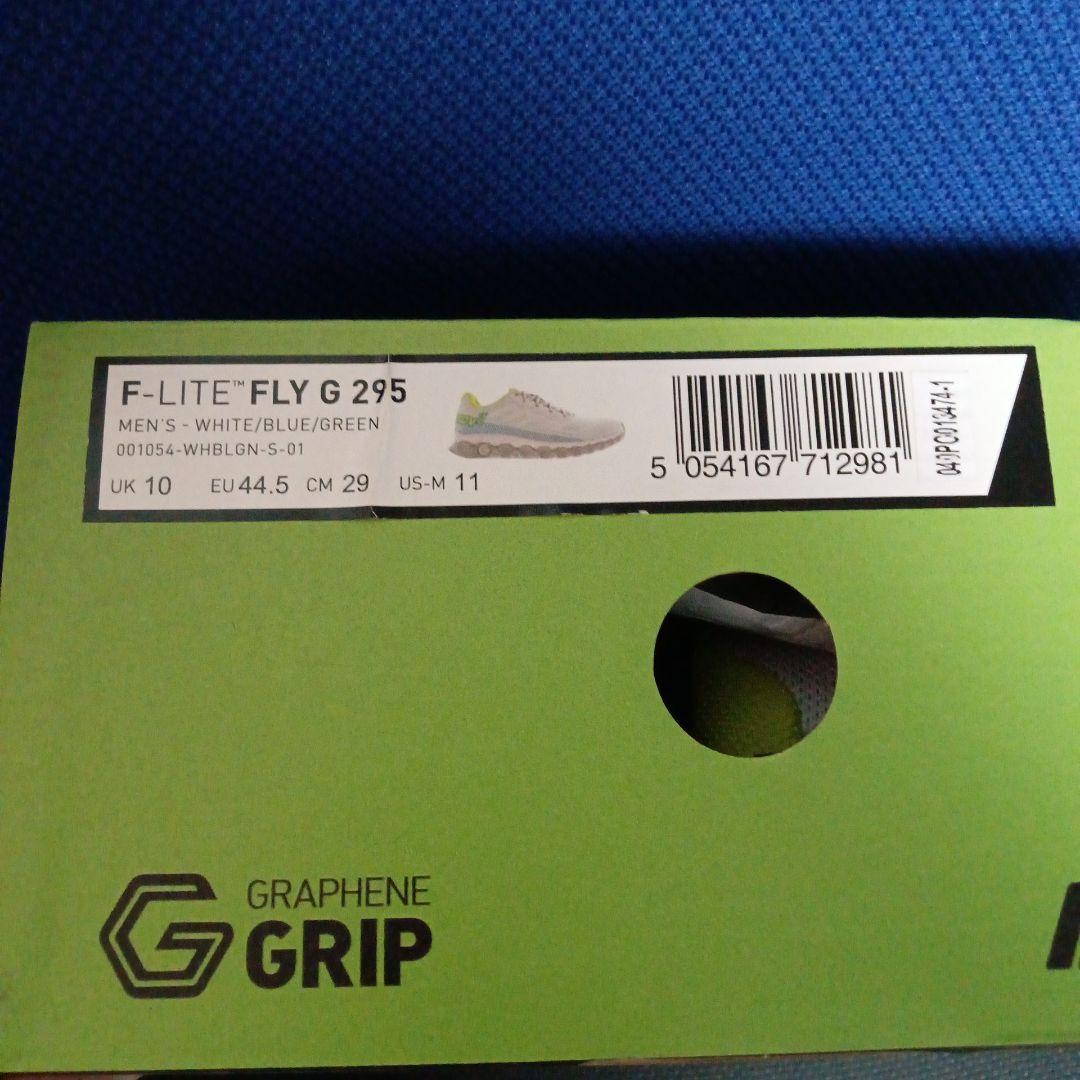 F-LITE™ FLY G 295
MEN'S - WHITE/BLUE/GREEN
001054-WHBLGN-S-01
UK 10 EU 44.5 CM 29 US-M 11
5 054167 712981
GRAPHENE
GRIP